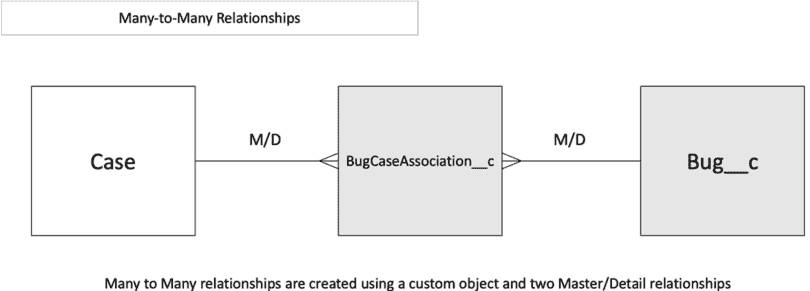 Many-to-Many Relationships
Case
M/D
BugCaseAssociation__c
M/D
Bug__c
Many to Many relationships are created using a custom object and two Master/Detail relationships